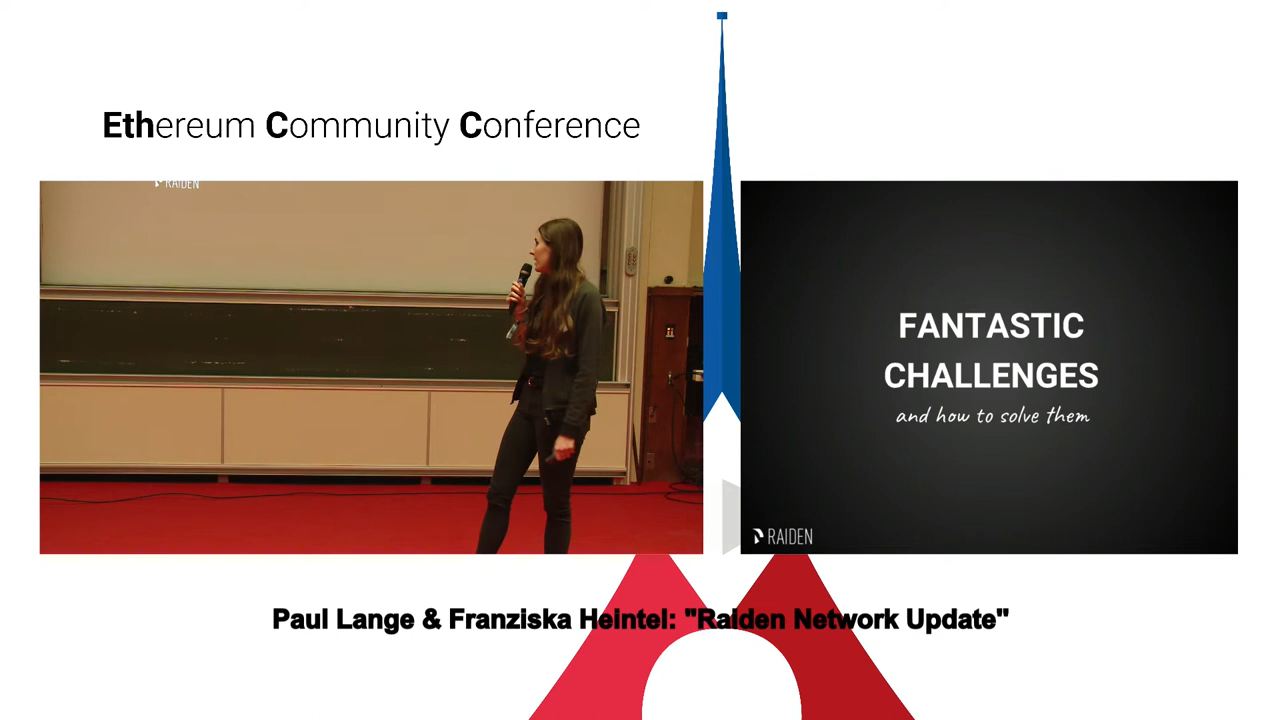 Ethereum Community Conference
RAIDEN
FANTASTIC
CHALLENGES
and how to solve them
RAIDEN
Paul Lange & Franziska Heintel: "Raiden Network Update"